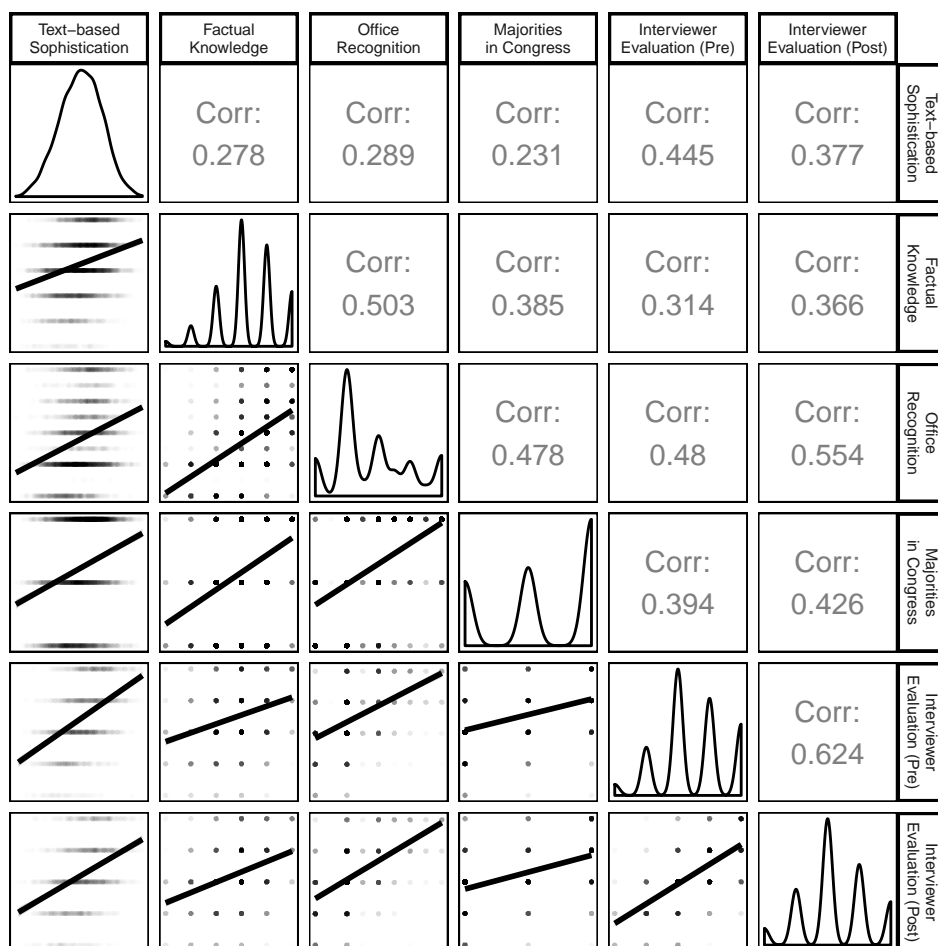 Text−based
Sophistication
Factual
Knowledge
Office
Recognition
Majorities
in Congress
Interviewer
Evaluation (Pre)
Interviewer
Evaluation (Post)
Corr:
0.278
Corr:
0.289
Corr:
0.231
Corr:
0.445
Corr:
0.377
Text−based
Sophistication
Corr:
0.503
Corr:
0.385
Corr:
0.314
Corr:
0.366
Factual
Knowledge
Corr:
0.478
Corr:
0.48
Corr:
0.554
Office
Recognition
Corr:
0.394
Corr:
0.426
Majorities
in Congress
Corr:
0.624
Interviewer
Evaluation (Pre)
Interviewer
Evaluation (Post)